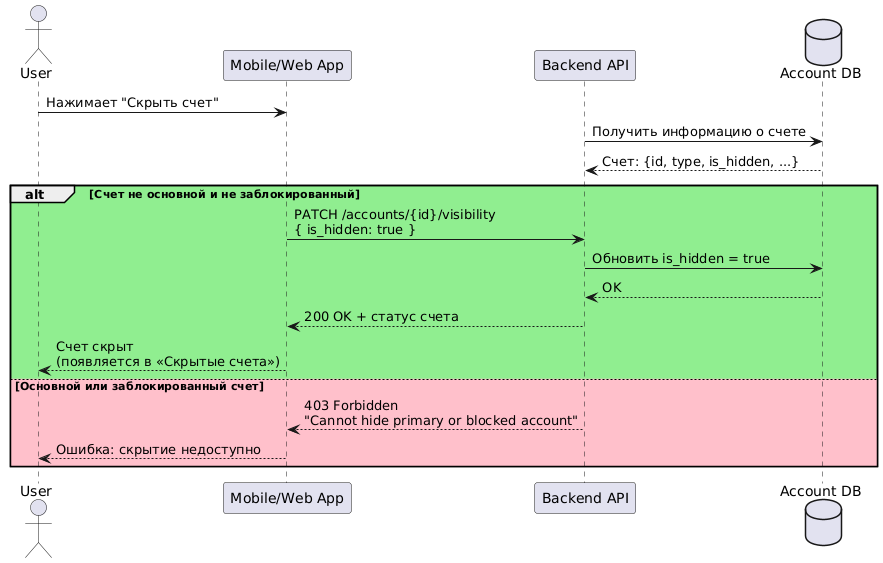 User
Mobile/Web App
Backend API
Account DB
Нажимает "Скрыть счет"
Получить информацию о счете
Счет: {id, type, is_hidden, ...}
alt
[Счет не основной и не заблокированный]
PATCH /accounts/{id}/visibility
{ is_hidden: true }
Обновить is_hidden = true
OK
200 OK + статус счета
Счет скрыт
(появляется в «Скрытые счета»)
[Основной или заблокированный счет]
403 Forbidden
"Cannot hide primary or blocked account"
Ошибка: скрытие недоступно
User
Mobile/Web App
Backend API
Account DB